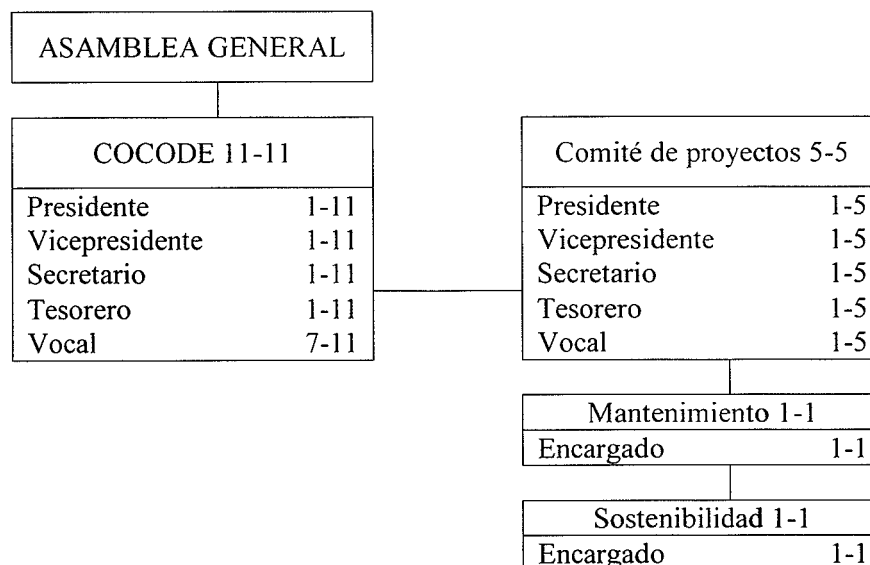 ASAMBLEA GENERAL
COCODE 11-11
Presidente 1-11
Vicepresidente 1-11
Secretario 1-11
Tesorero 1-11
Vocal 7-11
Comité de proyectos 5-5
Presidente 1-5
Vicepresidente 1-5
Secretario 1-5
Tesorero 1-5
Vocal 1-5
Mantenimiento 1-1
Encargado 1-1
Sostenibilidad 1-1
Encargado 1-1